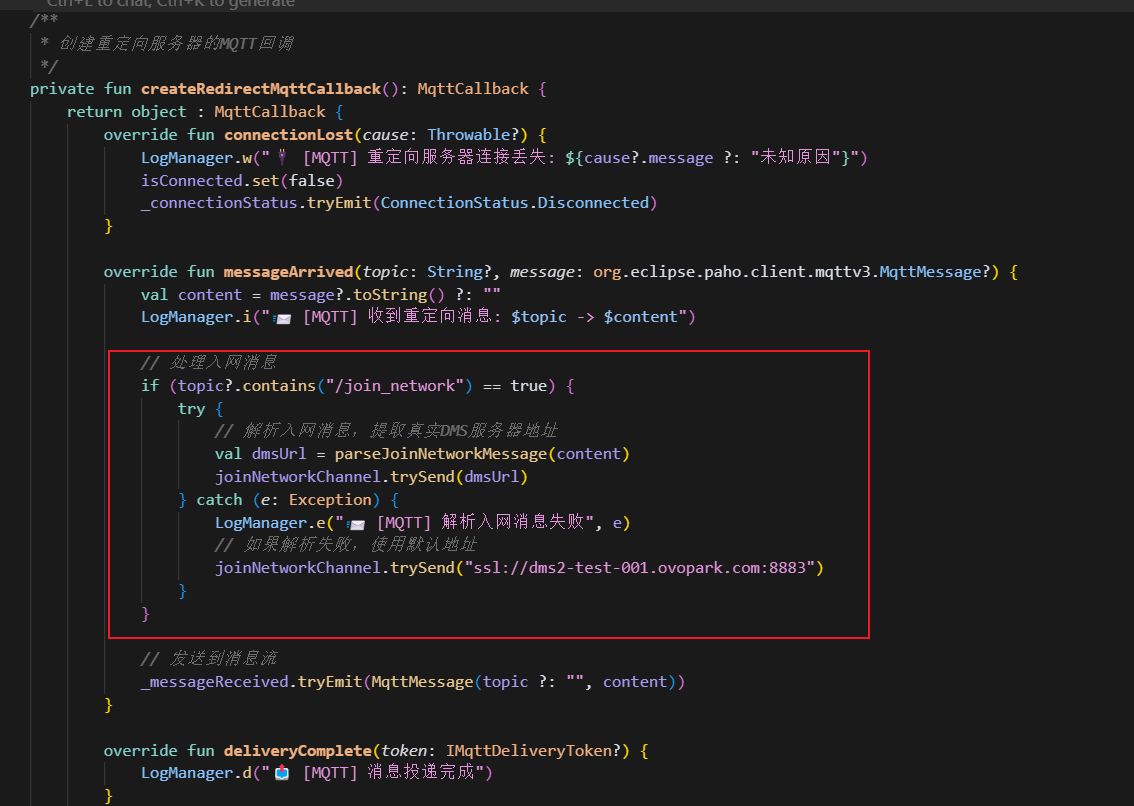 Ctrl+L to chat, Ctrl+K to generate
/**
* 创建重定向服务器的MQTT回调
*/
private fun createRedirectMqttCallback(): MqttCallback {
return object : MqttCallback {
override fun connectionLost(cause: Throwable?) {
LogManager.w("🔌 [MQTT] 重定向服务器连接丢失: ${cause?.message ?: "未知原因"}")
isConnected.set(false)
_connectionStatus.tryEmit(ConnectionStatus.Disconnected)
}
override fun messageArrived(topic: String?, message: org.eclipse.paho.client.mqttv3.MqttMessage?) {
val content = message?.toString() ?: ""
LogManager.i("📨 [MQTT] 收到重定向消息: $topic -> $content")
// 处理入网消息
if (topic?.contains("/join_network") == true) {
try {
// 解析入网消息，提取真实DMS服务器地址
val dmsUrl = parseJoinNetworkMessage(content)
joinNetworkChannel.trySend(dmsUrl)
} catch (e: Exception) {
LogManager.e("📨 [MQTT] 解析入网消息失败", e)
// 如果解析失败，使用默认地址
joinNetworkChannel.trySend("ssl://dms2-test-001.ovopark.com:8883")
}
}
// 发送到消息流
_messageReceived.tryEmit(MqttMessage(topic ?: "", content))
}
override fun deliveryComplete(token: IMqttDeliveryToken?) {
LogManager.d("📤 [MQTT] 消息投递完成")
}